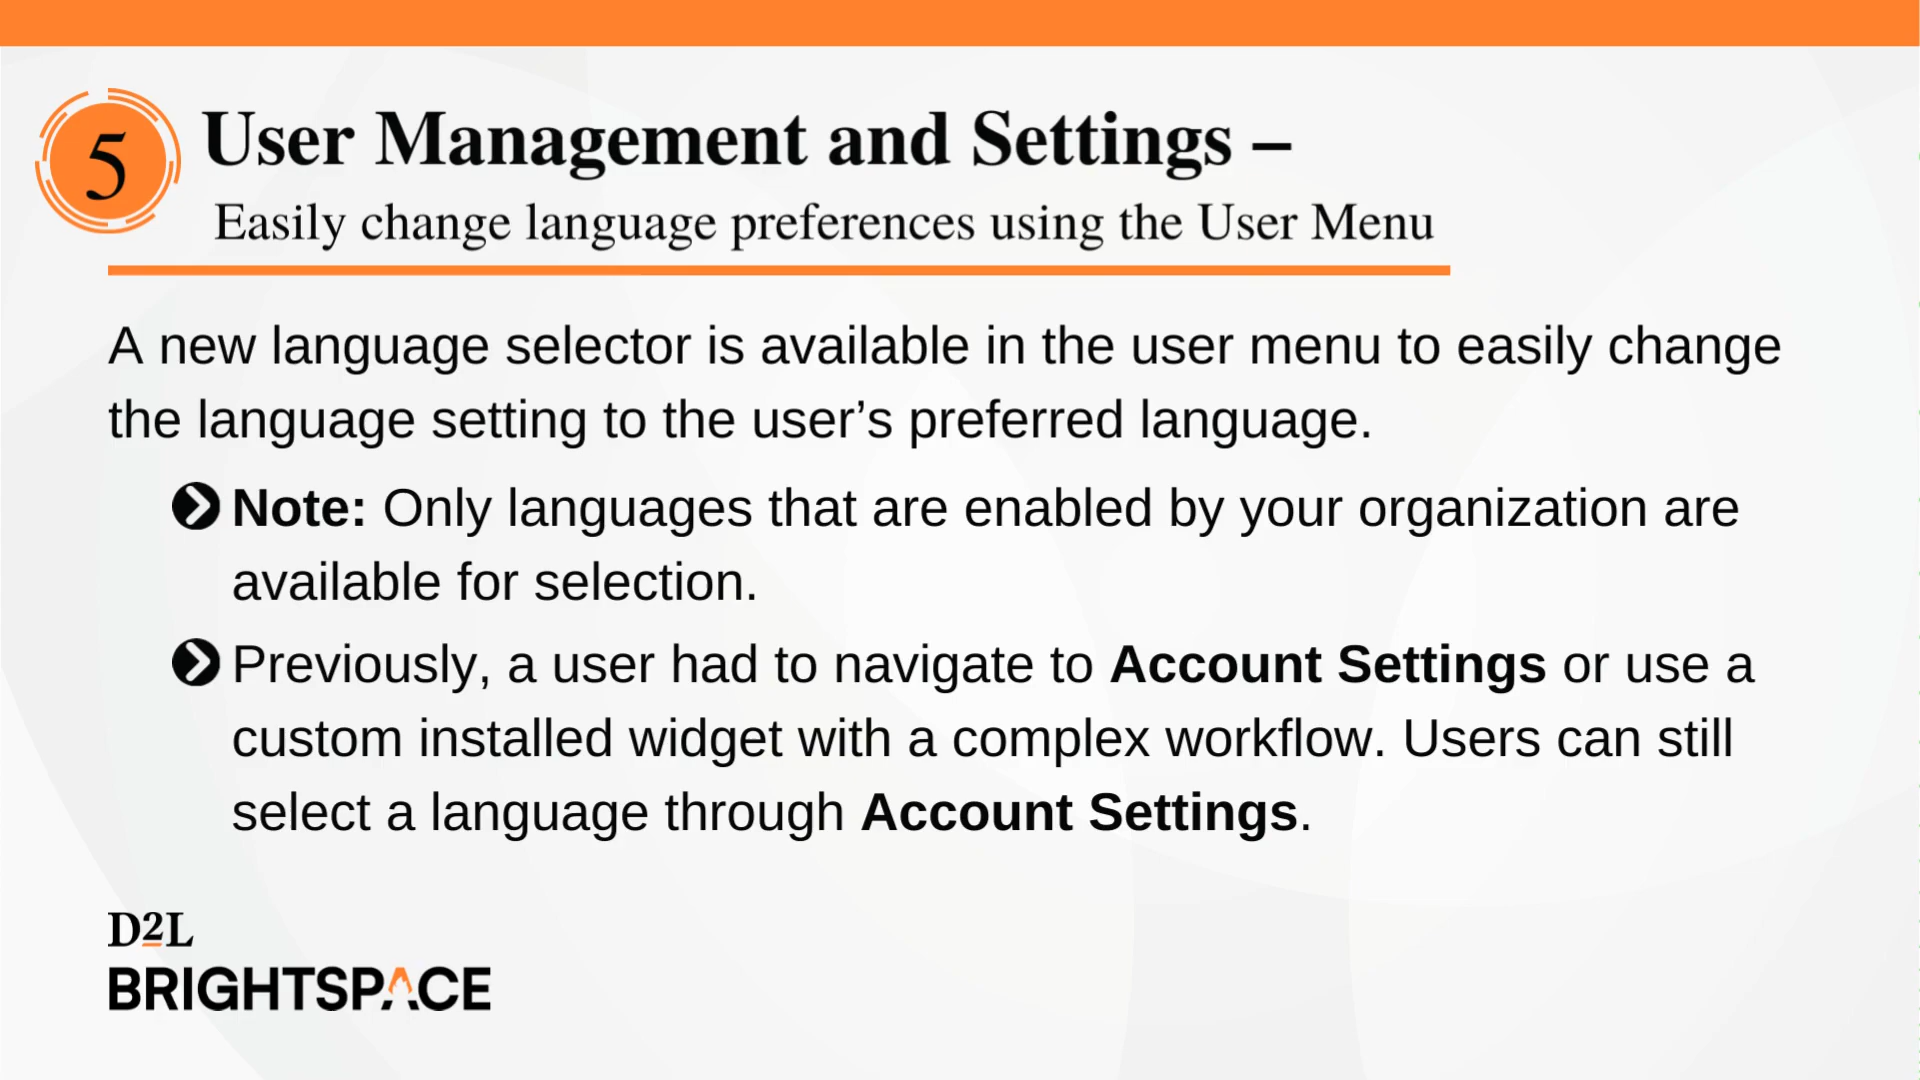 5
User Management and Settings –
Easily change language preferences using the User Menu
A new language selector is available in the user menu to easily change
the language setting to the user’s preferred language.
Note: Only languages that are enabled by your organization are
available for selection.
Previously, a user had to navigate to Account Settings or use a
custom installed widget with a complex workflow. Users can still
select a language through Account Settings.
D2L
BRIGHTSPACE